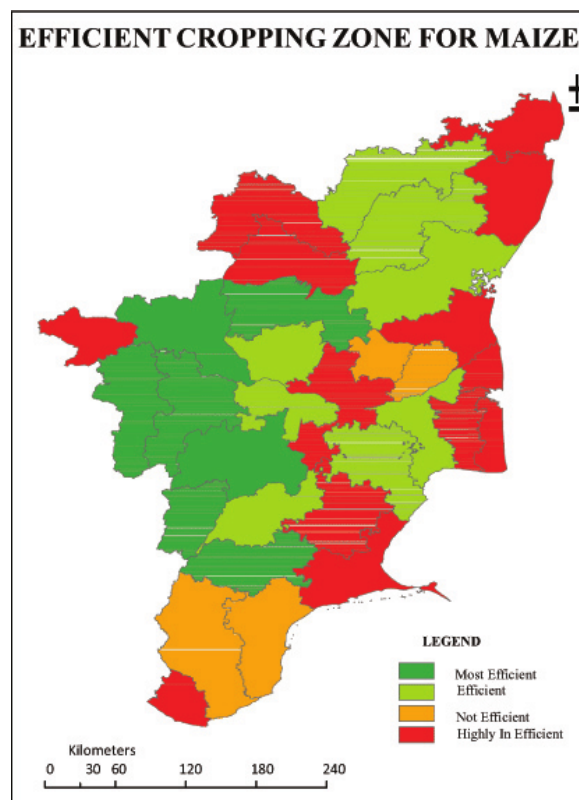 EFFICIENT CROPPING ZONE FOR MAIZE
LEGEND
Most Efficient
Efficient
Not Efficient
Highly In Efficient
Kilometers
0 30 60 120 180 240